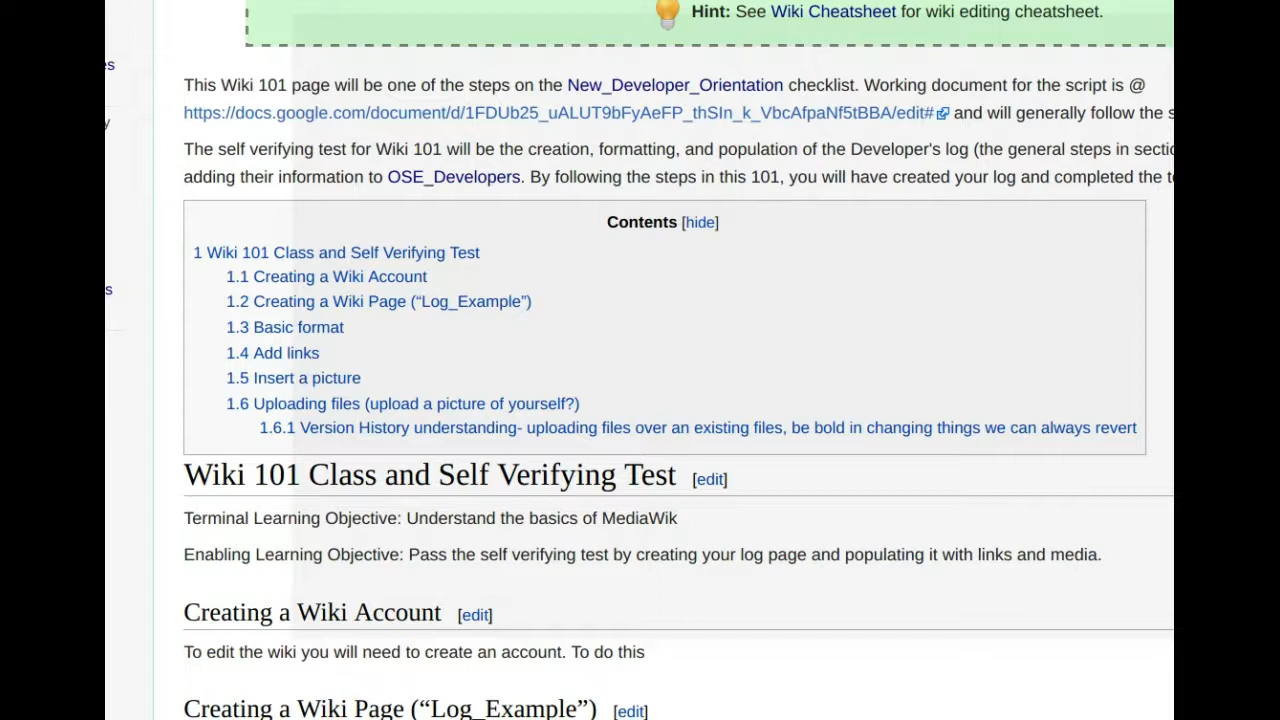 Hint: See Wiki Cheatsheet for wiki editing cheatsheet.
es
This Wiki 101 page will be one of the steps on the New_Developer_Orientation checklist. Working document for the script is @
y
https://docs.google.com/document/d/1FDUb25_uALUT9bFyAeFP_thSIn_k_VbcAfpaNf5tBBA/edit# and will generally follow the s
The self verifying test for Wiki 101 will be the creation, formatting, and population of the Developer's log (the general steps in sectio
adding their information to OSE_Developers. By following the steps in this 101, you will have created your log and completed the t
Contents [hide]
1 Wiki 101 Class and Self Verifying Test
1.1 Creating a Wiki Account
s
1.2 Creating a Wiki Page (“Log_Example”)
1.3 Basic format
1.4 Add links
1.5 Insert a picture
1.6 Uploading files (upload a picture of yourself?)
1.6.1 Version History understanding- uploading files over an existing files, be bold in changing things we can always revert
Wiki 101 Class and Self Verifying Test [edit]
Terminal Learning Objective: Understand the basics of MediaWik
Enabling Learning Objective: Pass the self verifying test by creating your log page and populating it with links and media.
Creating a Wiki Account [edit]
To edit the wiki you will need to create an account. To do this
Creating a Wiki Page (“Log_Example”) [edit]